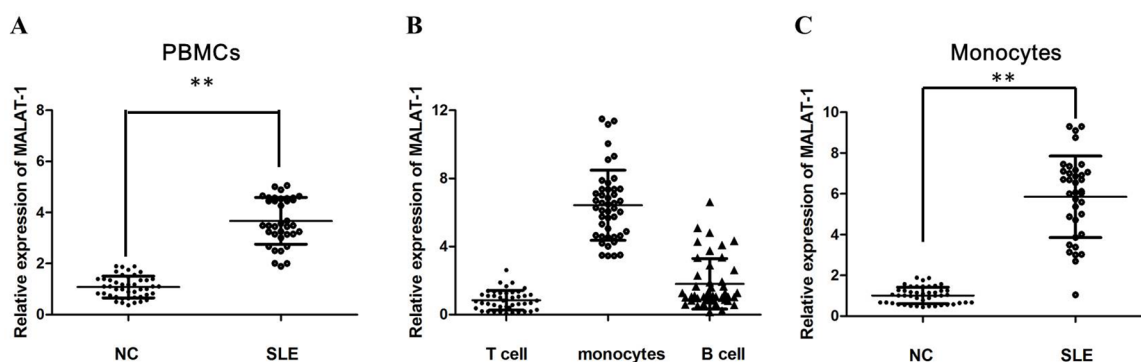 A
PBMCs
**
Relative expression of MALAT-1
8
6
4
2
0
NC SLE
B
Relative expression of MALAT-1
12
8
4
0
T cell monocytes B cell
C
Monocytes
**
Relative expression of MALAT-1
10
8
6
4
2
0
NC SLE